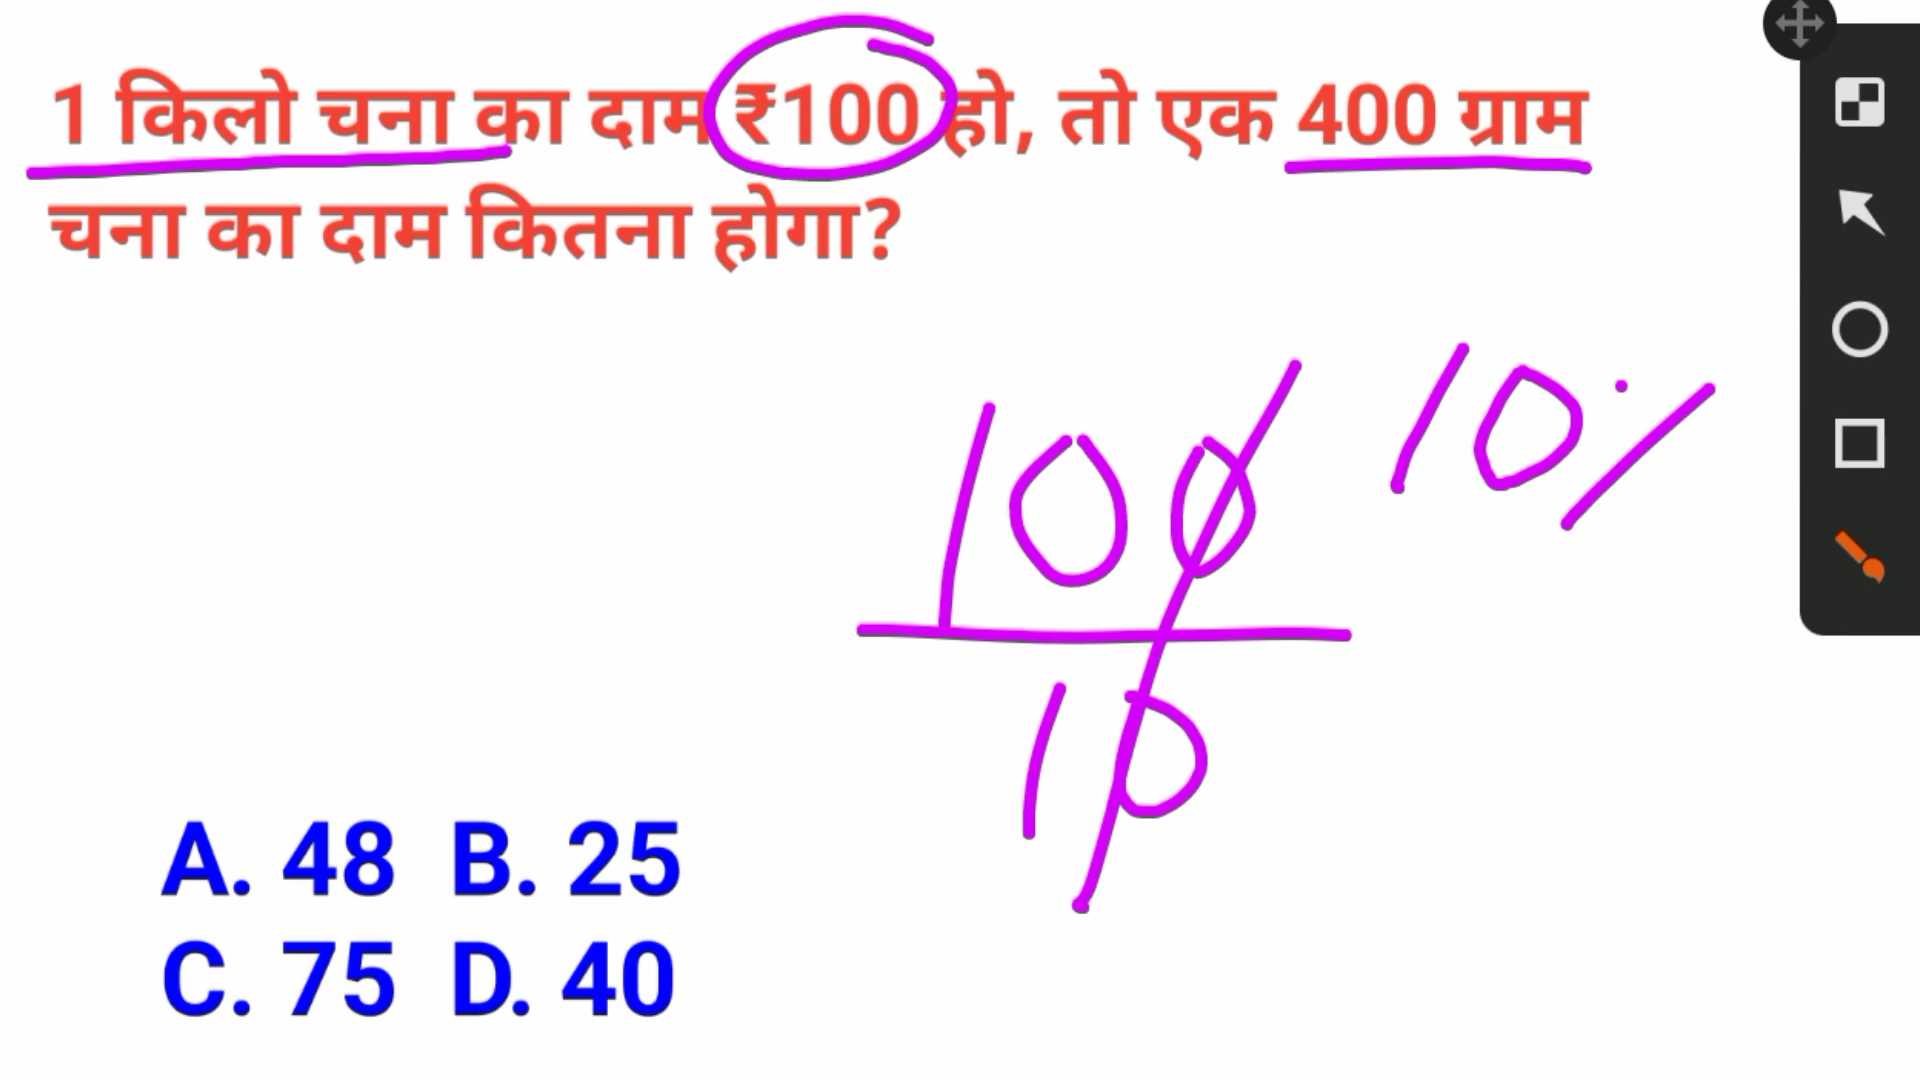 1 किलो चना का दाम ₹100 हो, तो एक 400 ग्राम
चना का दाम कितना होगा?
100
10
10%
A. 48 B. 25
C. 75 D. 40